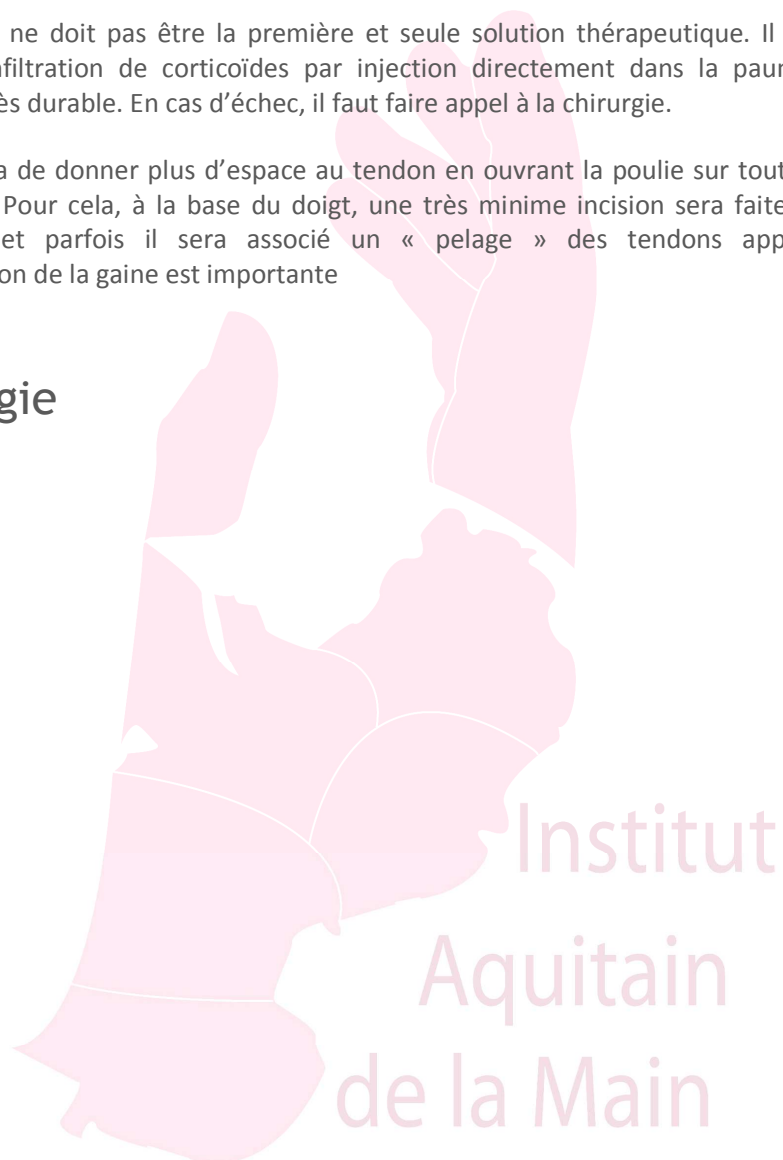 ne doit pas être la première et seule solution thérapeutique. Il
filtration de corticoïdes par injection directement dans la paur
ès durable. En cas d’échec, il faut faire appel à la chirurgie.
a de donner plus d’espace au tendon en ouvrant la poulie sur tout
Pour cela, à la base du doigt, une très minime incision sera faite
et parfois il sera associé un « pelage » des tendons app
on de la gaine est importante
gie
Institut
Aquitain
de la Main